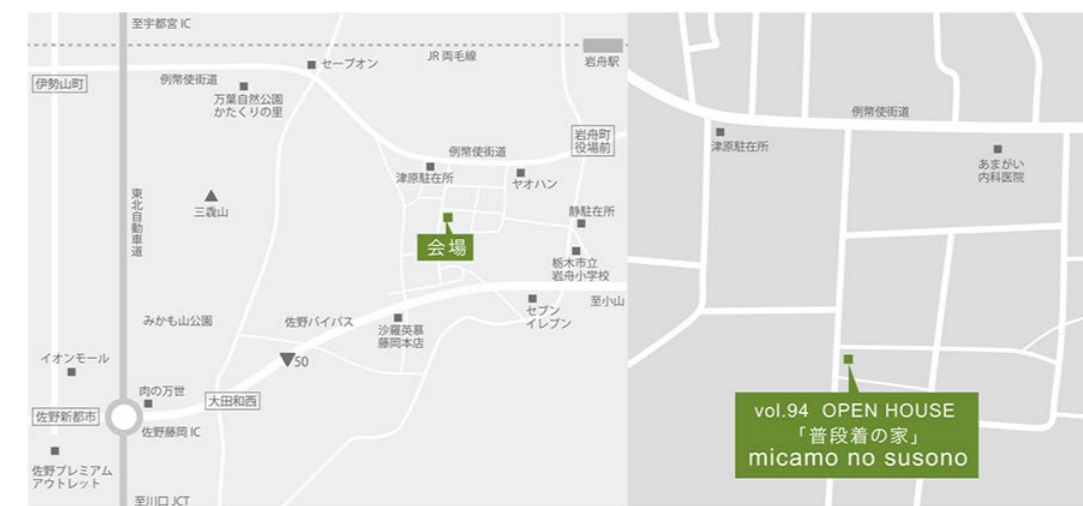 至宇都宮 IC
JR 両毛線
岩舟駅
セーブオン
伊勢山町
例幣使街道
万葉自然公園
かたくりの里
岩舟町
役場前
例幣使街道
津原駐在所
ヤオハン
東北自動車道
三毳山
静駐在所
会場
栃木市立
岩舟小学校
至小山
セブン
イレブン
みかも山公園
佐野バイパス
沙羅英慕
藤岡本店
イオンモール
50
肉の万世
大田和西
佐野新都市
佐野藤岡 IC
佐野プレミアム
アウトレット
至川口 JCT
例幣使街道
津原駐在所
あまがい
内科医院
vol.94 OPEN HOUSE
「普段着の家」
micamo no susono